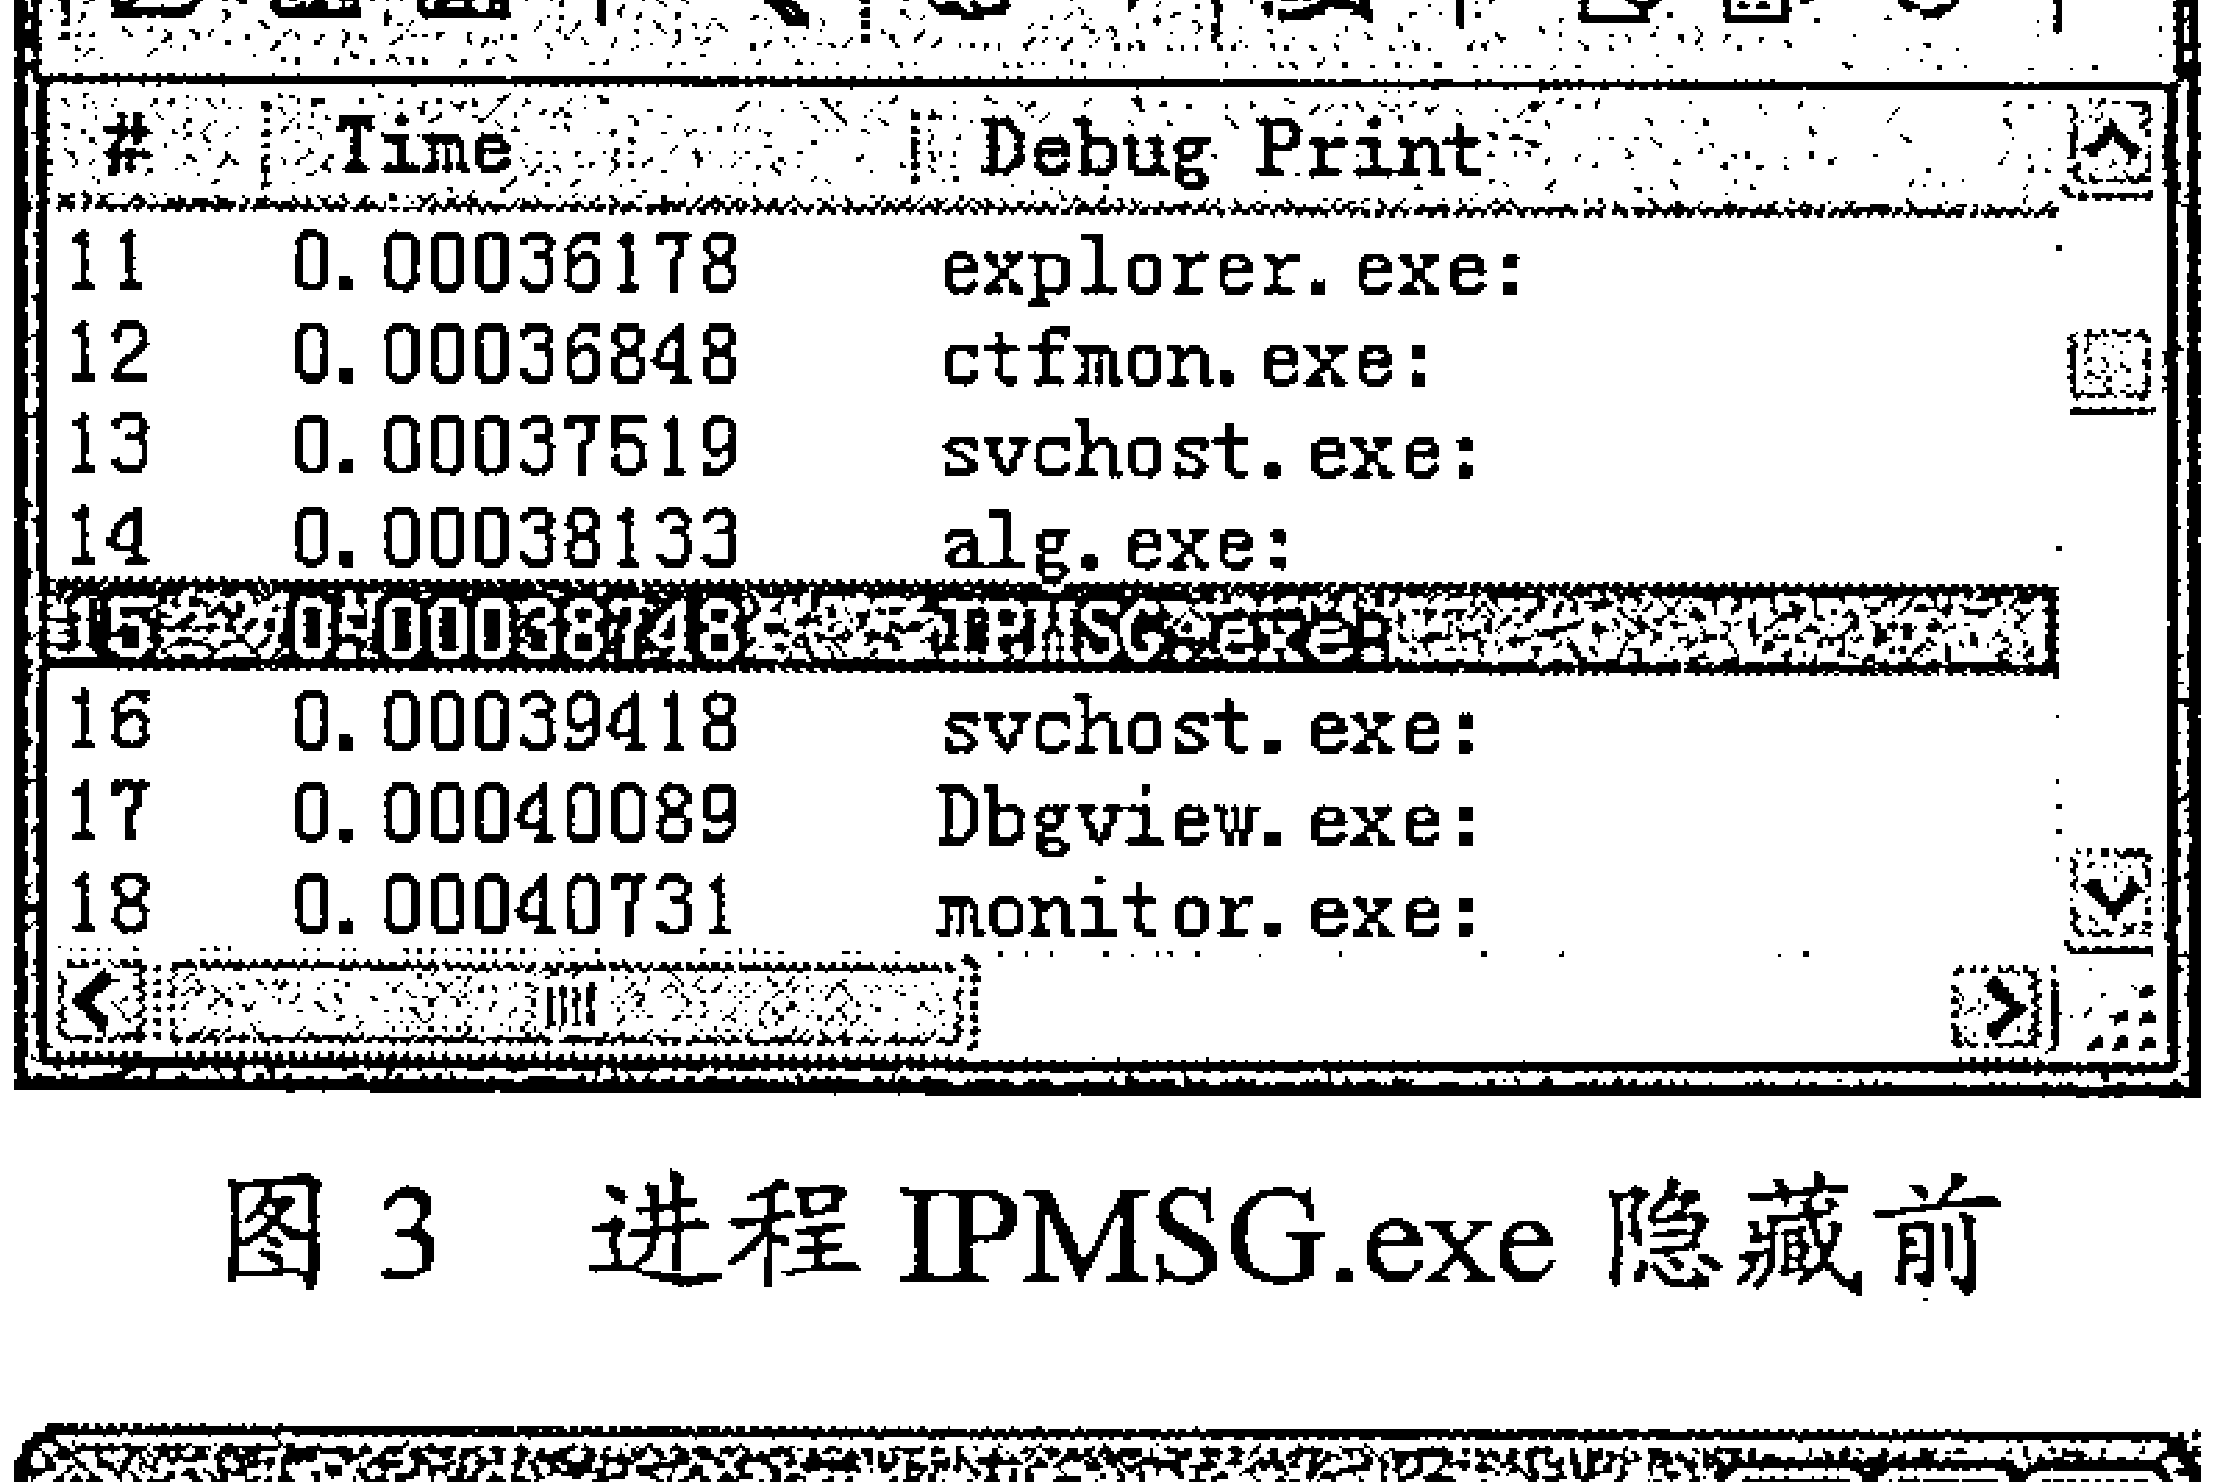 # Time Debug Print
11 0.00036178 explorer.exe:
12 0.00036848 ctfmon.exe:
13 0.00037519 svchost.exe:
14 0.00038133 alg.exe:
15 0.00038748 IPMSG.exe:
16 0.00039418 svchost.exe:
17 0.00040089 Dbgview.exe:
18 0.00040731 monitor.exe:
图 3 进程 IPMSG.exe 隐藏前